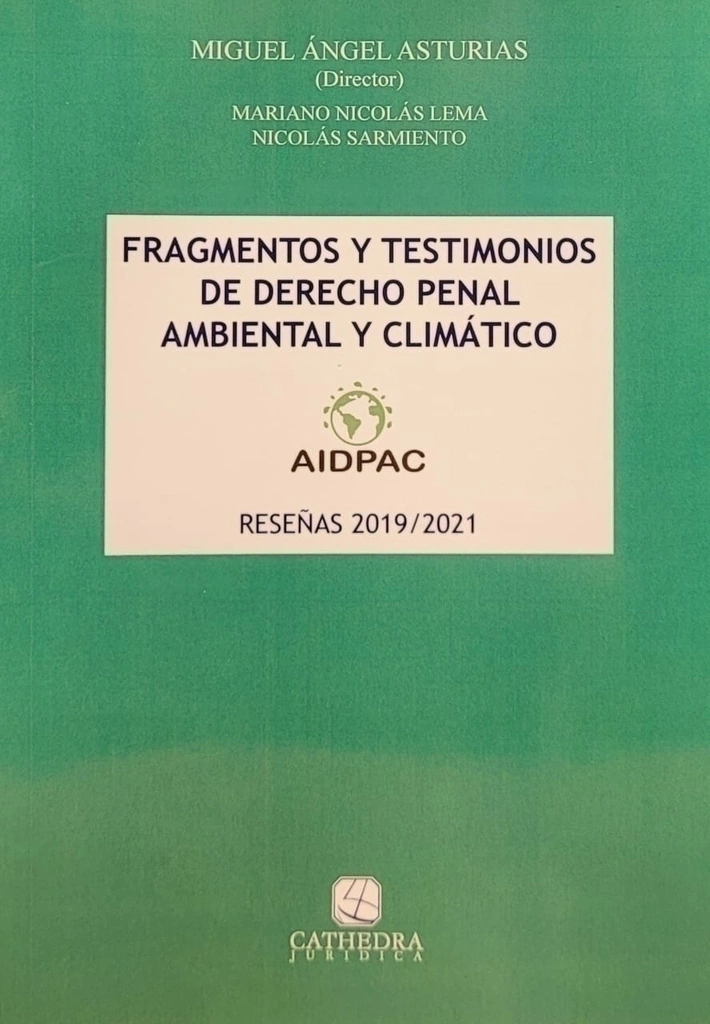 MIGUEL ÁNGEL ASTURIAS
(Director)
MARIANO NICOLÁS LEMA
NICOLÁS SARMIENTO
FRAGMENTOS Y TESTIMONIOS
DE DERECHO PENAL
AMBIENTAL Y CLIMÁTICO
AIDPAC
RESEÑAS 2019/2021
CATHEDRA
JURIDICA